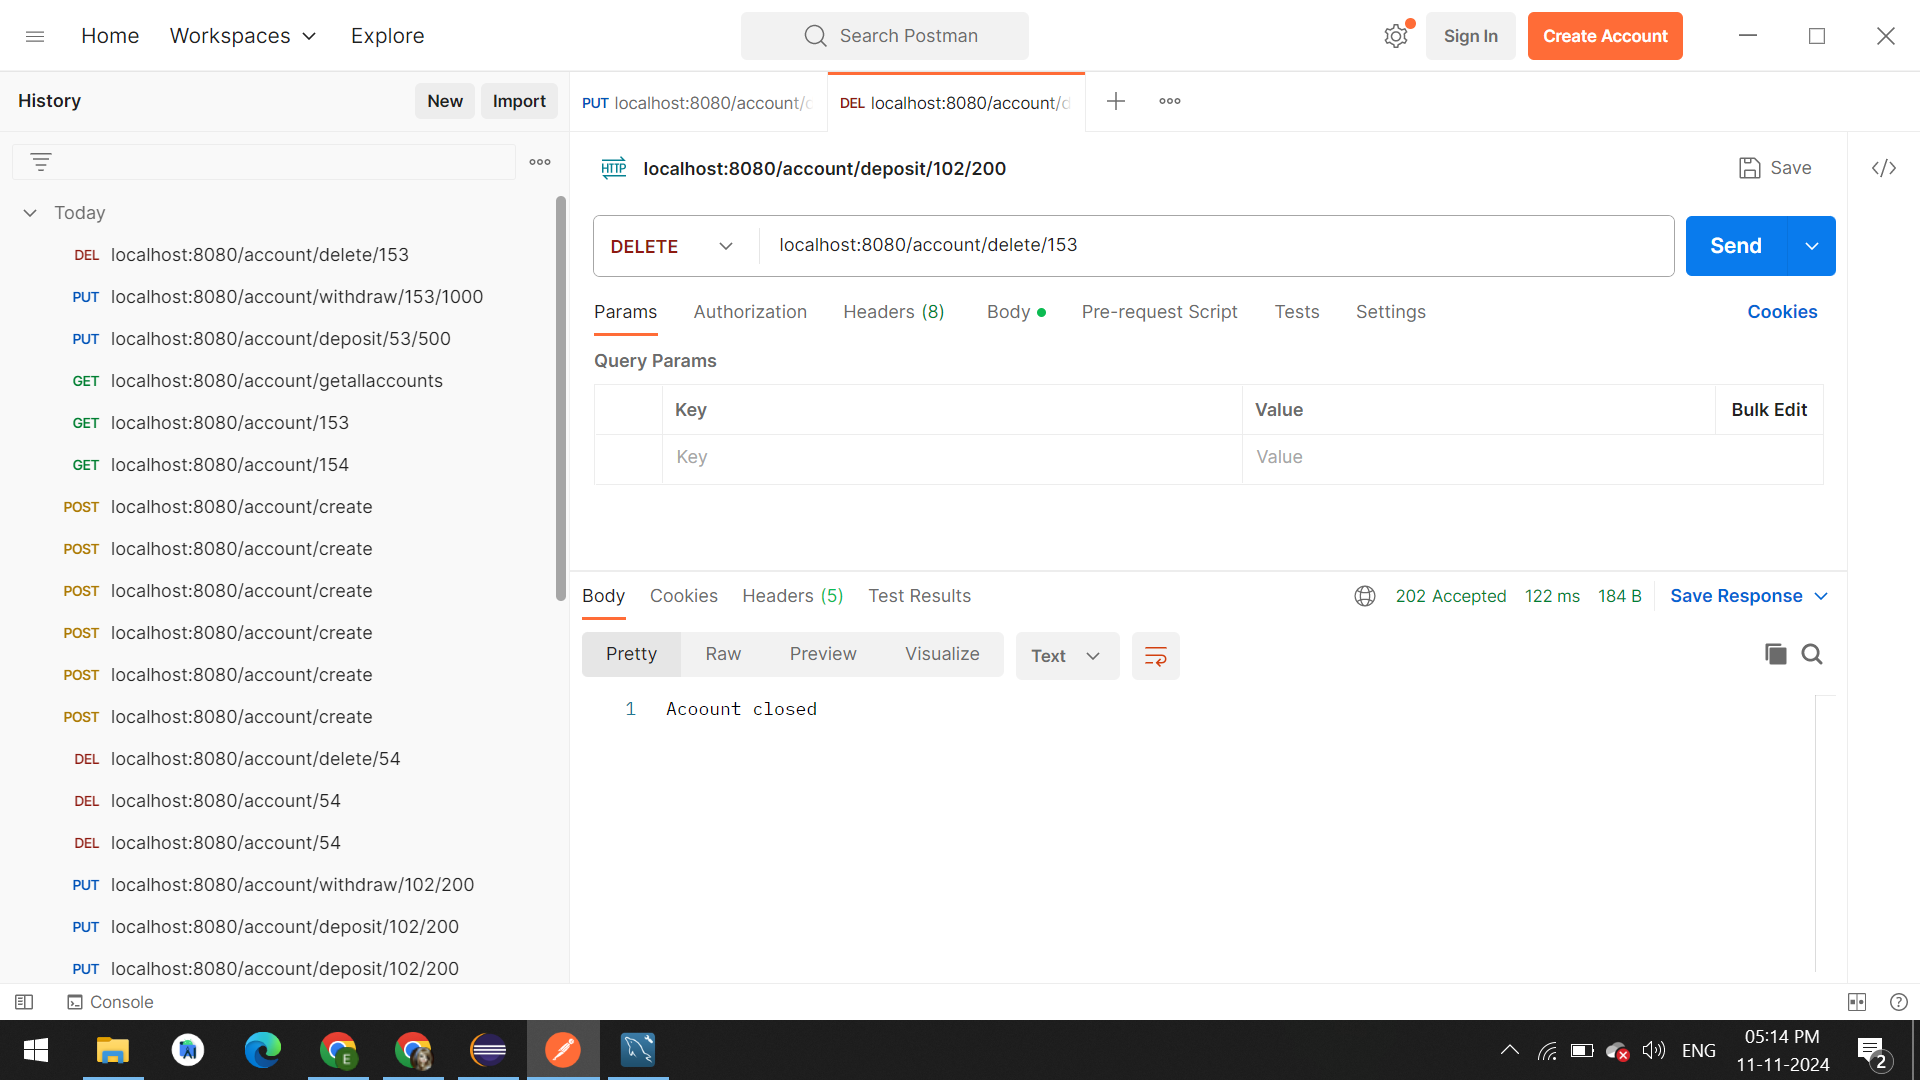 Home Workspaces Explore Search Postman Sign In Create Account
History New Import
PUT localhost:8080/account/ DEL localhost:8080/account/d
HTTP localhost:8080/account/deposit/102/200 Save
Today
DEL localhost:8080/account/delete/153
PUT localhost:8080/account/withdraw/153/1000
PUT localhost:8080/account/deposit/53/500
GET localhost:8080/account/getallaccounts
GET localhost:8080/account/153
GET localhost:8080/account/154
POST localhost:8080/account/create
POST localhost:8080/account/create
POST localhost:8080/account/create
POST localhost:8080/account/create
POST localhost:8080/account/create
POST localhost:8080/account/create
DEL localhost:8080/account/delete/54
DEL localhost:8080/account/54
DEL localhost:8080/account/54
PUT localhost:8080/account/withdraw/102/200
PUT localhost:8080/account/deposit/102/200
PUT localhost:8080/account/deposit/102/200
DELETE localhost:8080/account/delete/153 Send
Params Authorization Headers (8) Body Pre-request Script Tests Settings Cookies
Query Params
Key Value Bulk Edit
Key Value
Body Cookies Headers (5) Test Results 202 Accepted 122 ms 184 B Save Response
Pretty Raw Preview Visualize Text
1 Acoount closed
Console
E ENG 05:14 PM
11-11-2024 2